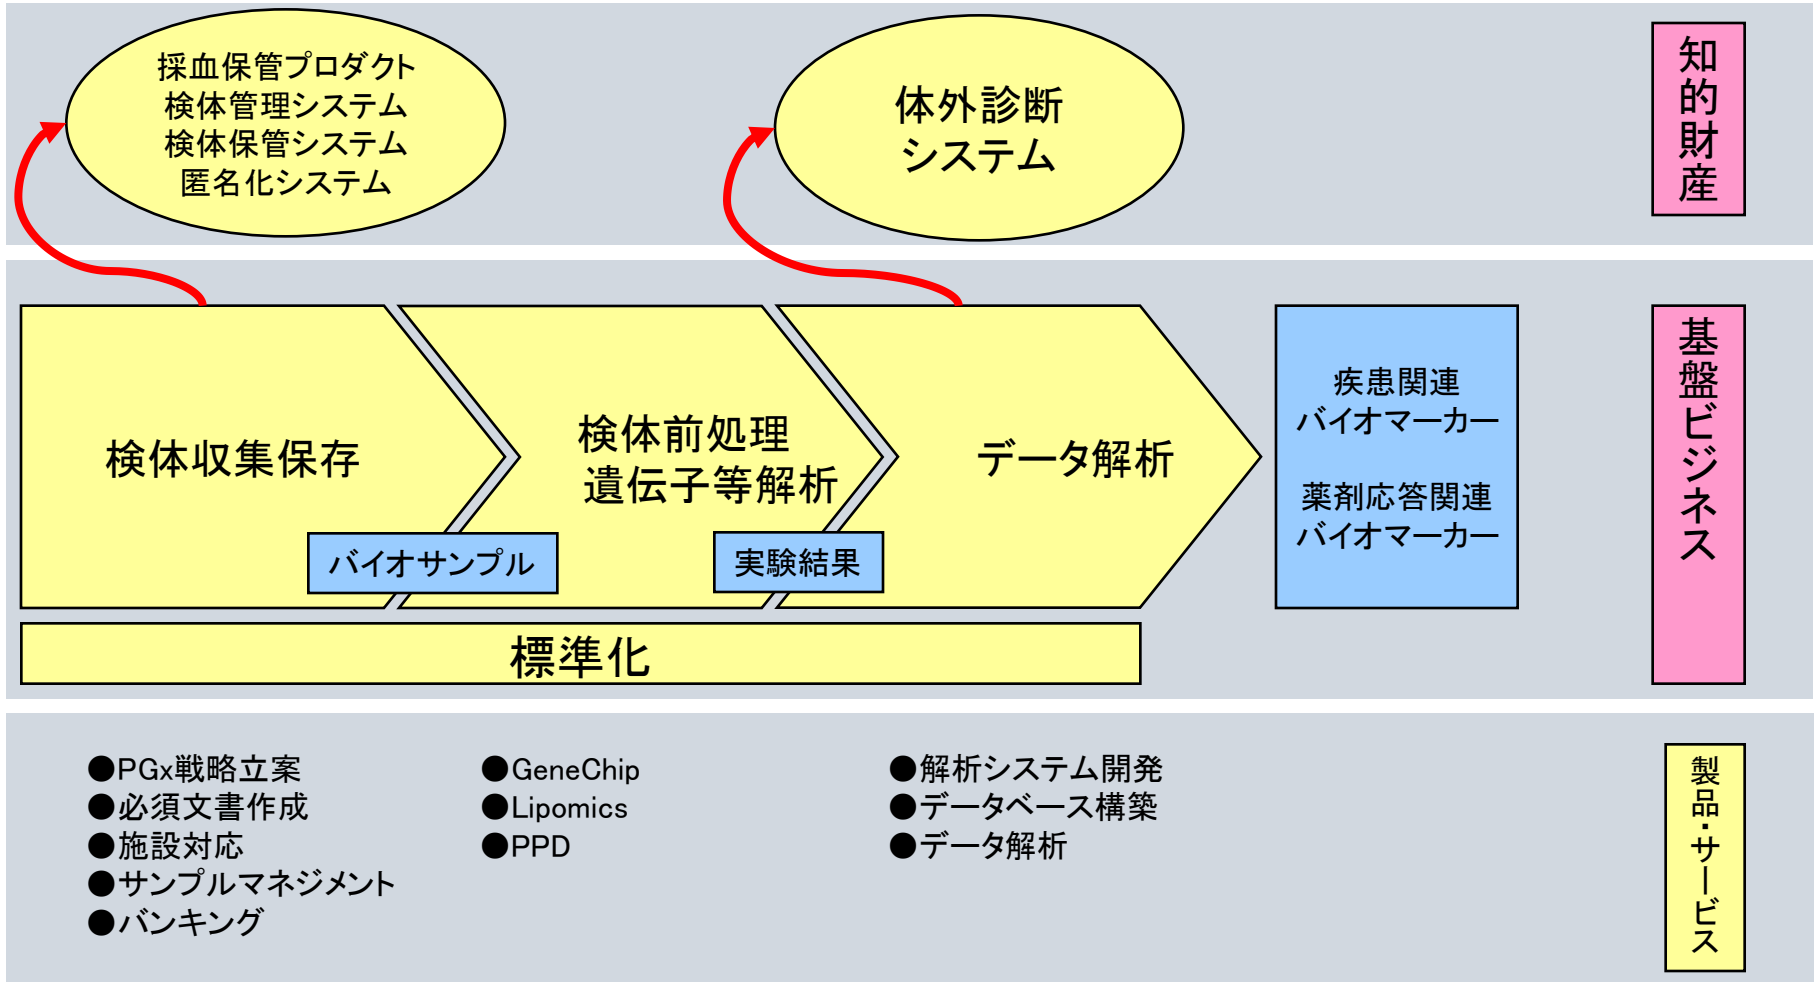 採血保管プロダクト
検体管理システム
検体保管システム
匿名化システム
体外診断
システム
知的財産
検体収集保存
検体前処理
遺伝子等解析
データ解析
バイオサンプル
実験結果
疾患関連
バイオマーカー
薬剤応答関連
バイオマーカー
基盤ビジネス
標準化
●PGx戦略立案
●必須文書作成
●施設対応
●サンプルマネジメント
●バンキング
●GeneChip
●Lipomics
●PPD
●解析システム開発
●データベース構築
●データ解析
製品・サービス